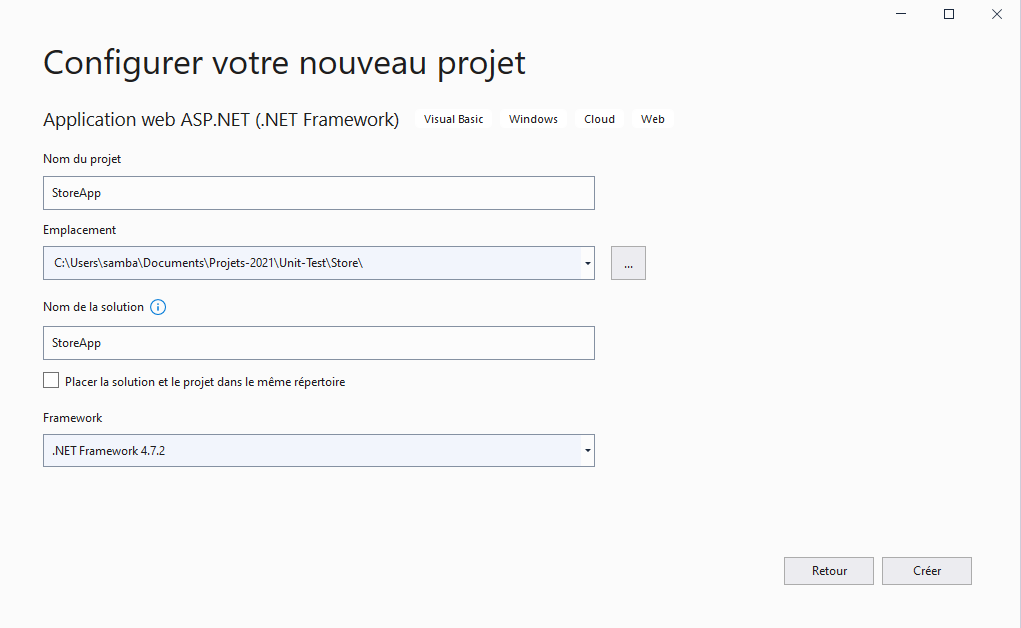 Configurer votre nouveau projet
Application web ASP.NET (.NET Framework) Visual Basic Windows Cloud Web
Nom du projet
StoreApp
Emplacement
C:\Users\samba\Documents\Projets-2021\Unit-Test\Store\
...
Nom de la solution
StoreApp
Placer la solution et le projet dans le même répertoire
Framework
.NET Framework 4.7.2
Retour Créer